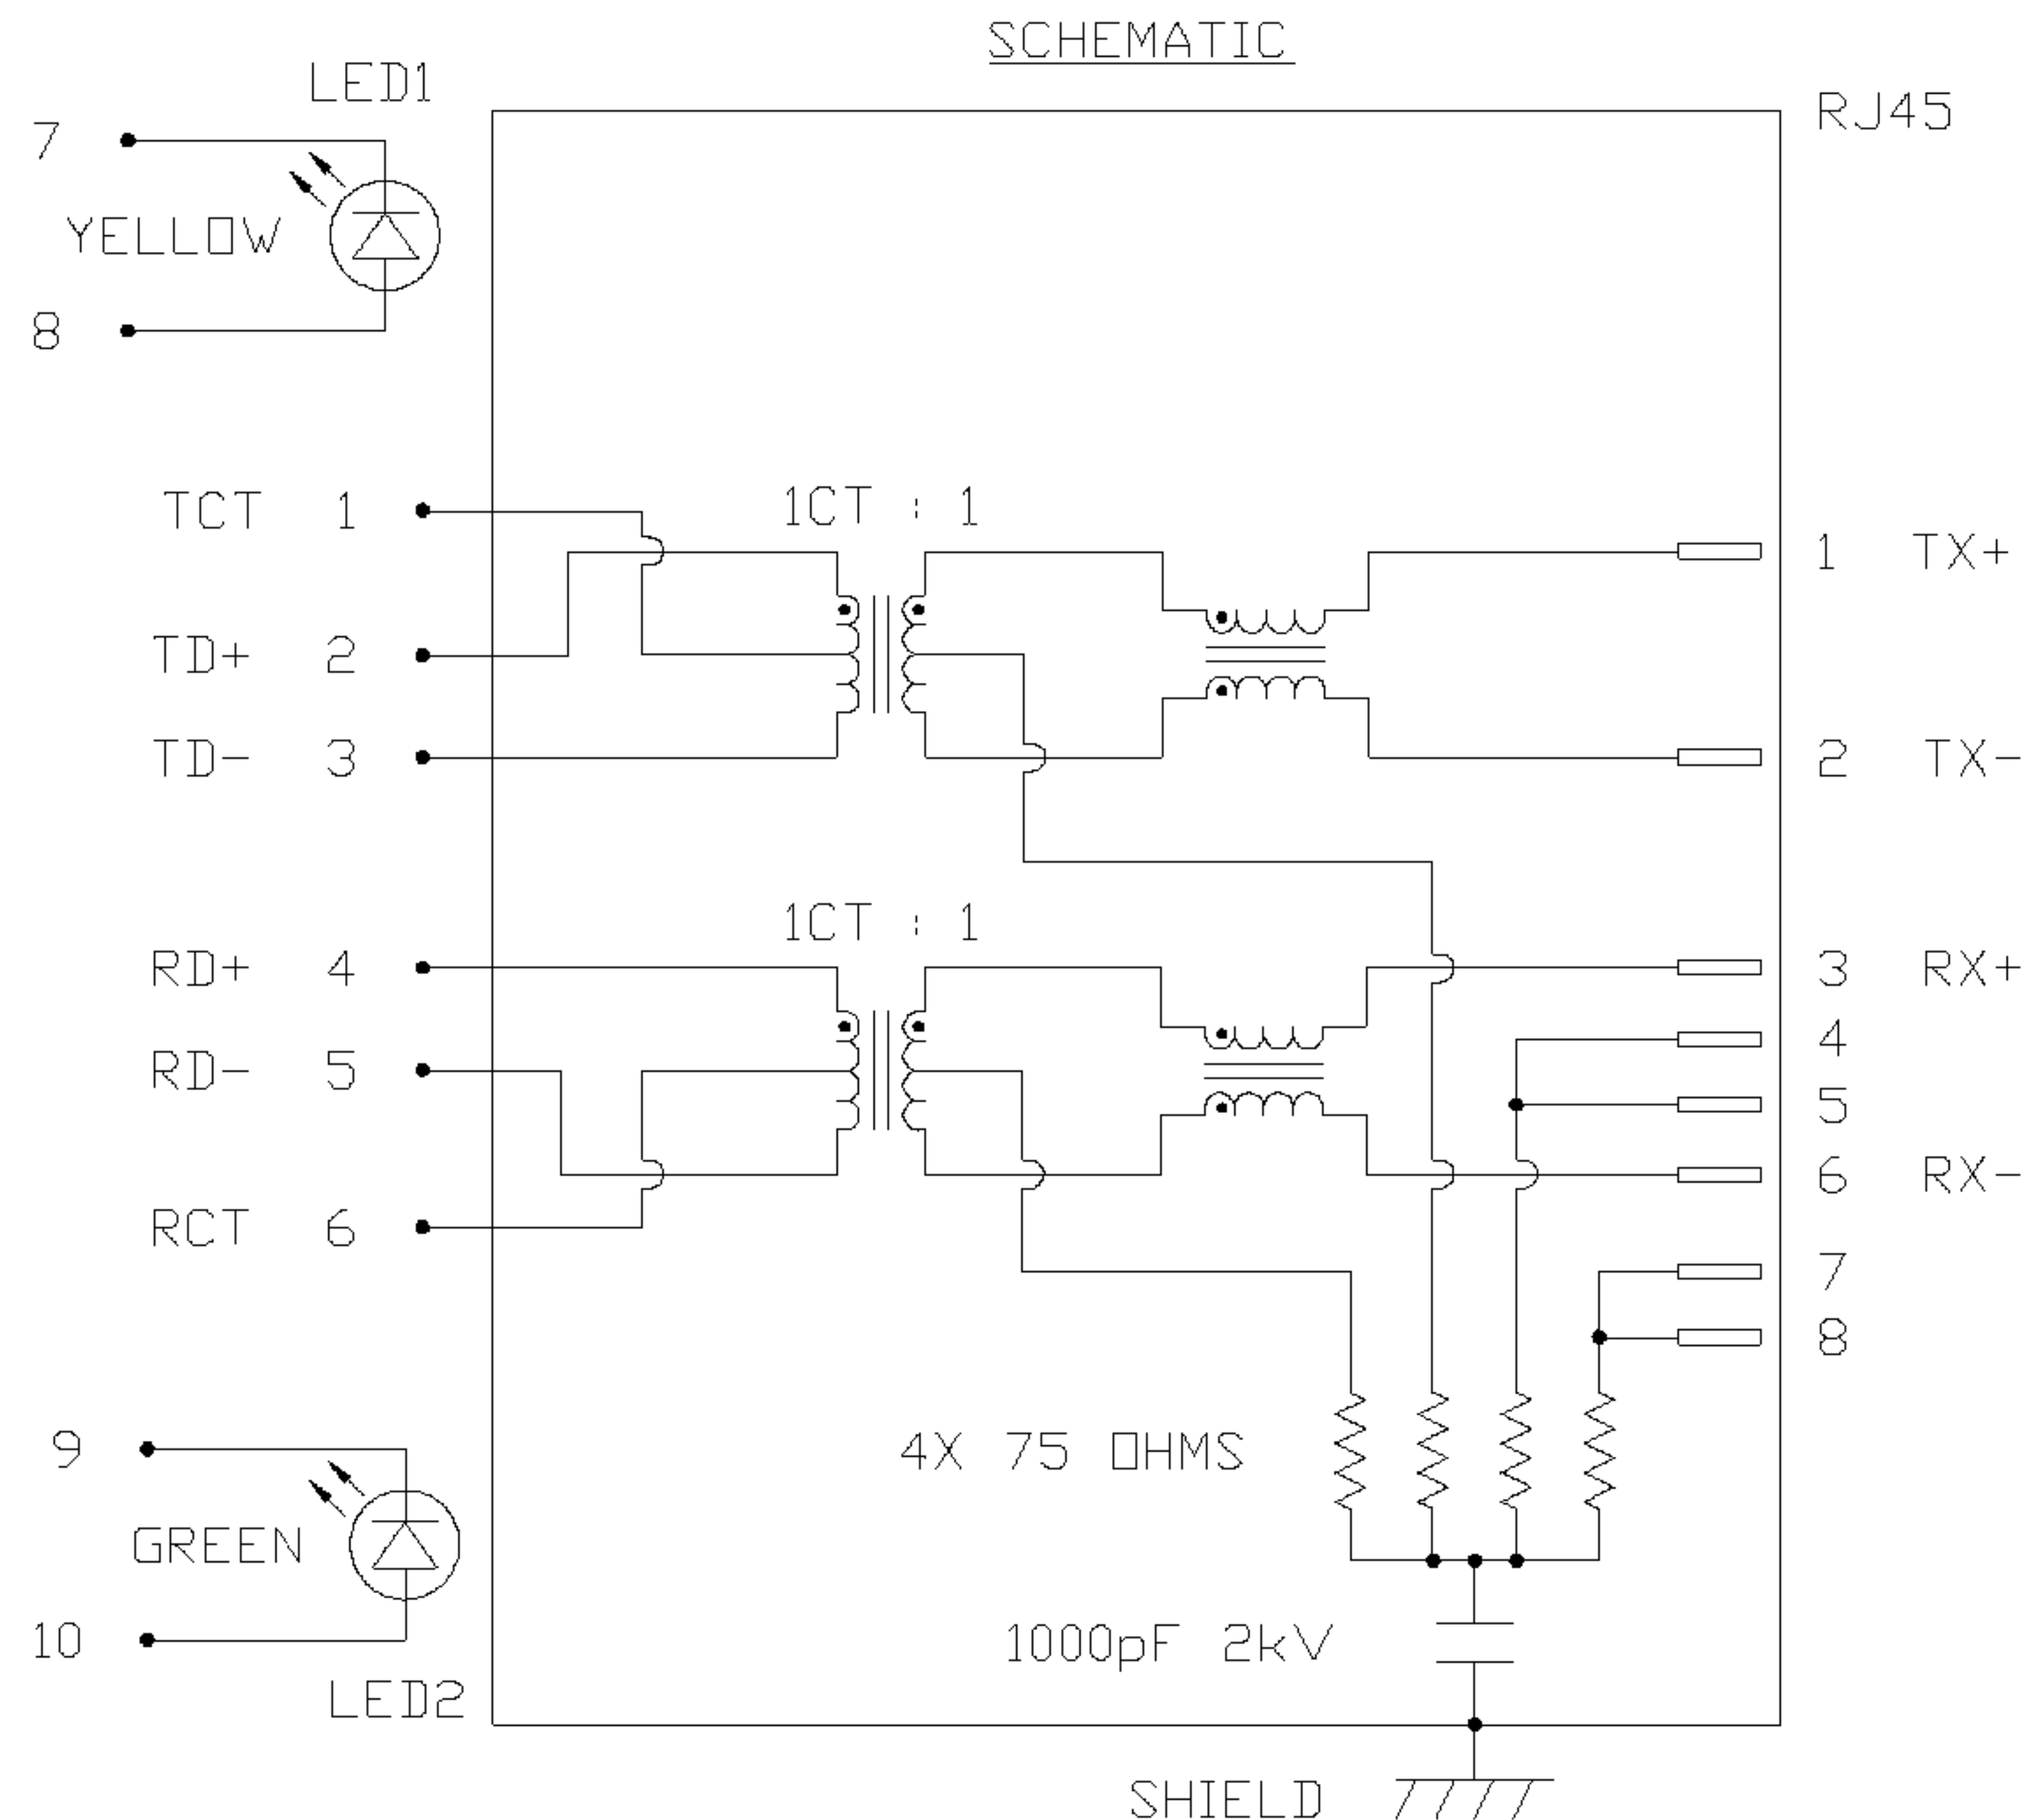 SCHEMATIC
LED1
RJ45
7
YELLOW
8
TCT 1
1CT : 1
1 TX+
TD+ 2
TD- 3
2 TX-
1CT : 1
RD+ 4
3 RX+
4
RD- 5
5
6 RX-
RCT 6
7
8
9
4X 75 OHMS
GREEN
10
1000pF 2kV
LED2
SHIELD